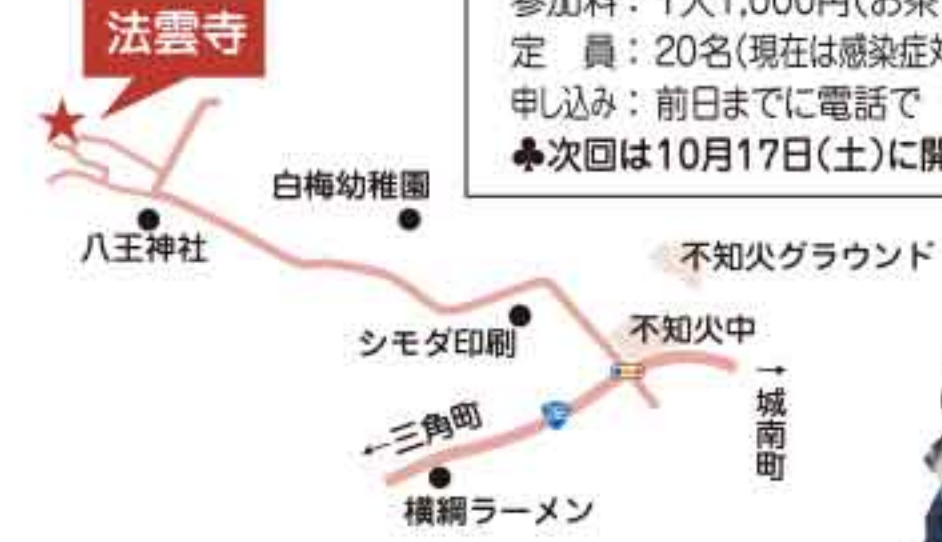 法雲寺
参加料：1人1,000円(お茶
定　員：20名(現在は感染症対
申し込み：前日までに電話で
♣次回は10月17日(土)に開
白梅幼稚園
八王神社
不知火グラウンド
シモダ印刷
不知火中
→城南町
←三角町
横綱ラーメン